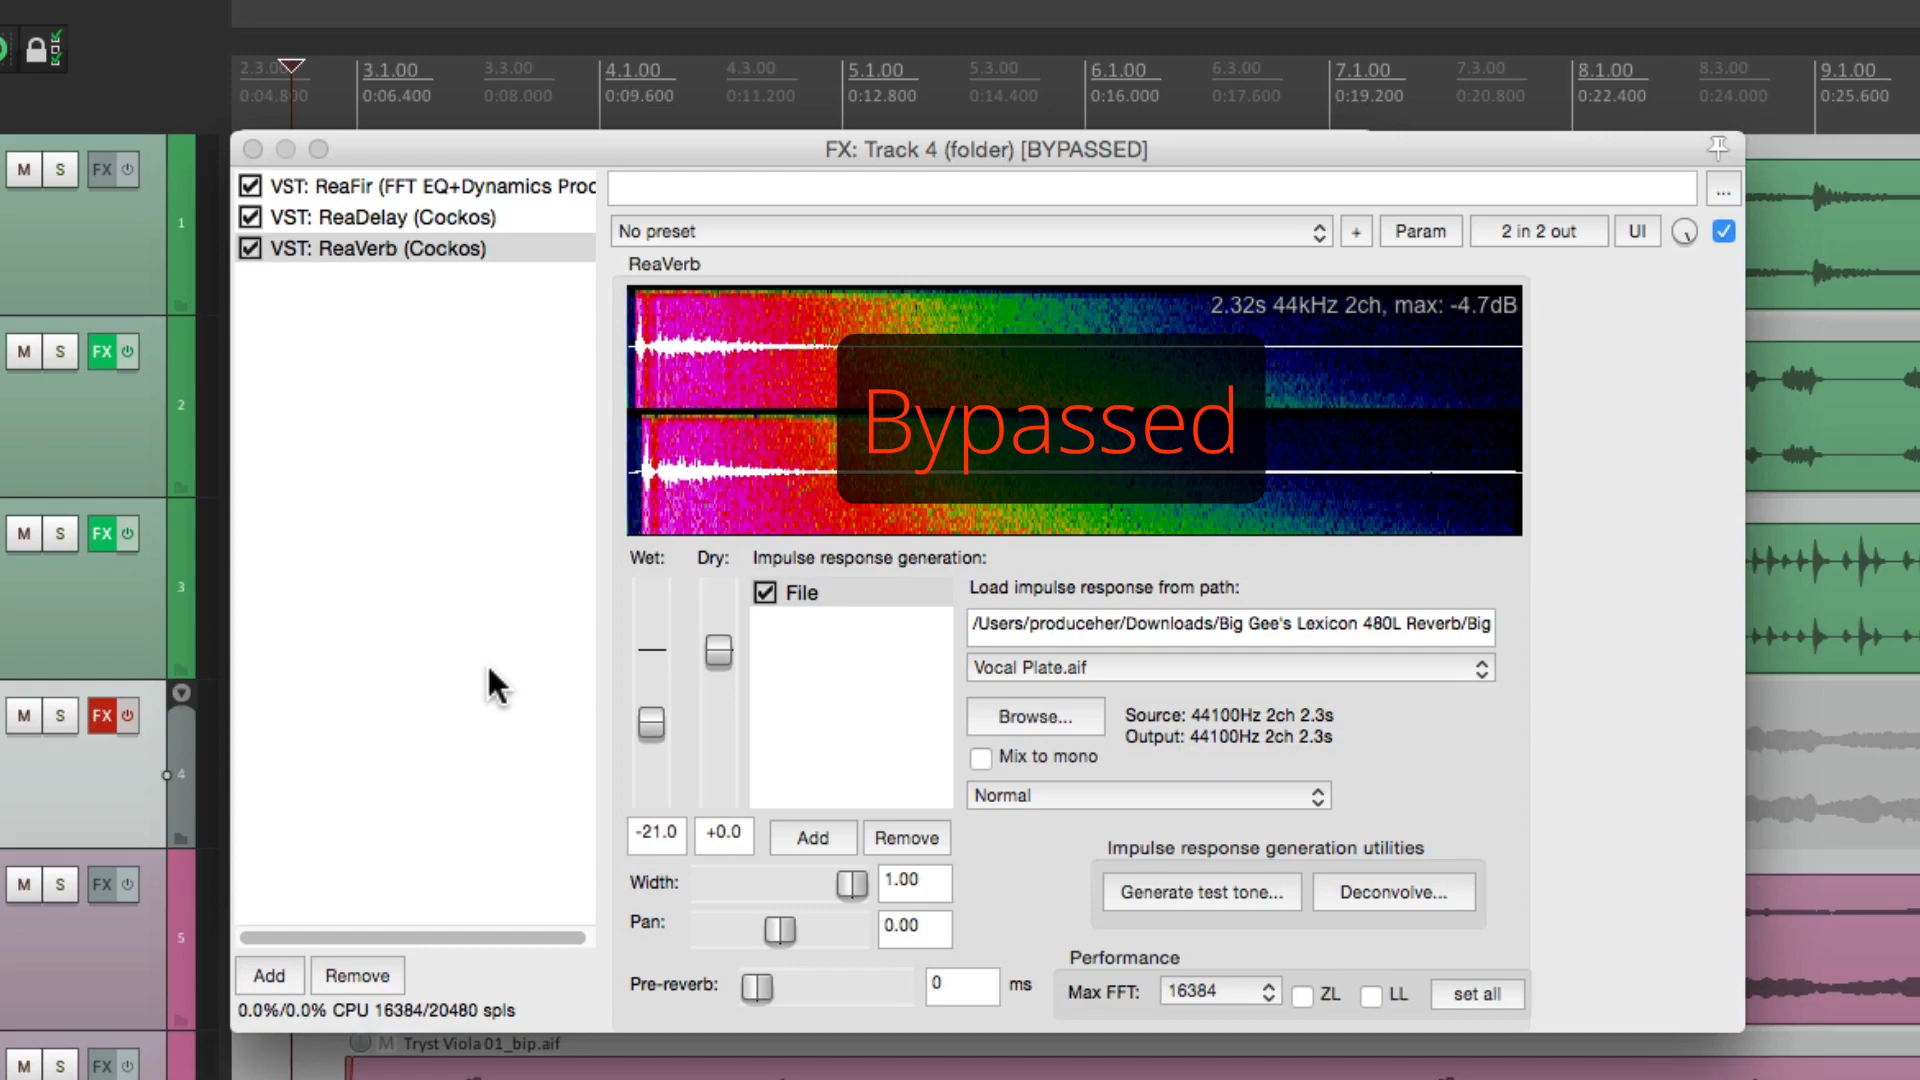 2.3.00 3.1.00 3.3.00 4.1.00 4.3.00 5.1.00 5.3.00 6.1.00 6.3.00 7.1.00 7.3.00 8.1.00 8.3.00 9.1.00
0:04.800 0:06.400 0:08.000 0:09.600 0:11.200 0:12.800 0:14.400 0:16.000 0:17.600 0:19.200 0:20.800 0:22.400 0:24.000 0:25.600
FX: Track 4 (folder) [BYPASSED]
M S FX 1
M S FX 2
M S FX 3
M S FX 4
M S FX 5
M S FX
VST: ReaFir (FFT EQ+Dynamics Proc
VST: ReaDelay (Cockos)
VST: ReaVerb (Cockos)
...
No preset + Param 2 in 2 out UI
ReaVerb
2.32s 44kHz 2ch, max: -4.7dB
Bypassed
Wet: Dry: Impulse response generation:
File
Load impulse response from path:
/Users/produceher/Downloads/Big Gee's Lexicon 480L Reverb/Big
Vocal Plate.aif
Browse... Source: 44100Hz 2ch 2.3s
Output: 44100Hz 2ch 2.3s
Mix to mono
Normal
-21.0 +0.0 Add Remove
Width: 1.00
Pan: 0.00
Pre-reverb: 0 ms
Impulse response generation utilities
Generate test tone... Deconvolve...
Performance
Max FFT: 16384 ZL LL set all
Add Remove
0.0%/0.0% CPU 16384/20480 spls
M Tryst Viola 01_bip.aif